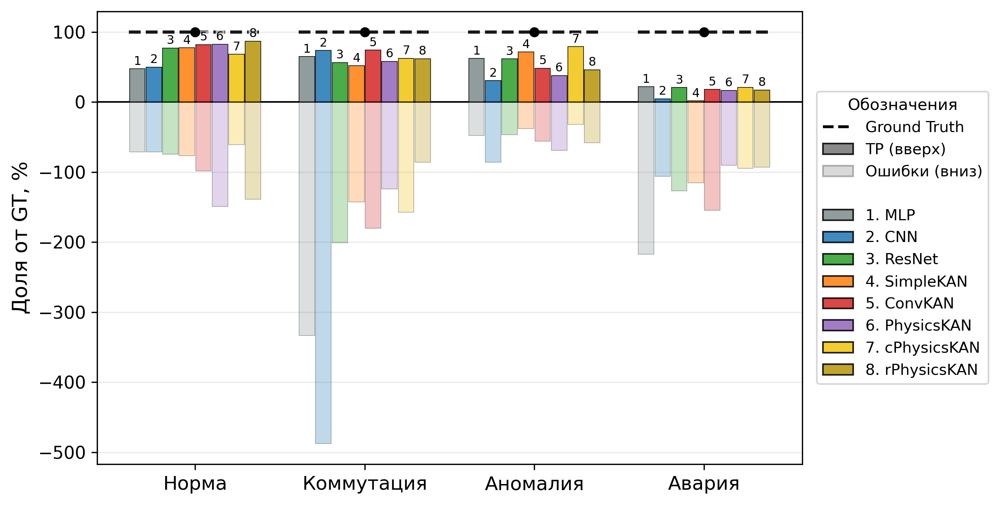 Доля от GT, %
100
0
−100
−200
−300
−400
−500
1 2 3 4 5 6 7 8
1 2 3 4 5 6 7 8
1 2 3 4 5 6 7 8
1 2 3 4 5 6 7 8
Норма
Коммутация
Аномалия
Авария
Обозначения
Ground Truth
TP (вверх)
Ошибки (вниз)
1. MLP
2. CNN
3. ResNet
4. SimpleKAN
5. ConvKAN
6. PhysicsKAN
7. cPhysicsKAN
8. rPhysicsKAN